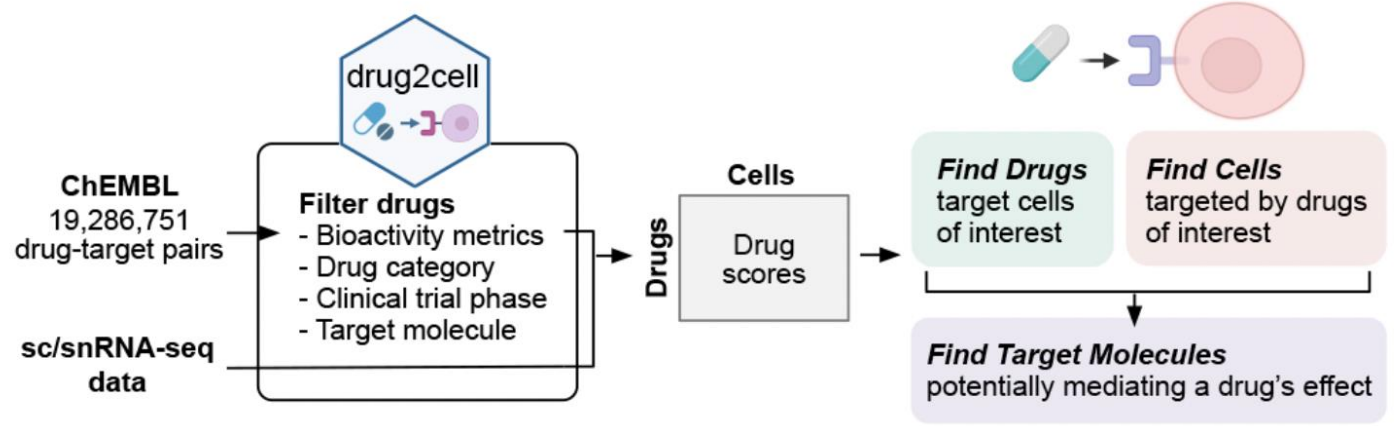 drug2cell
ChEMBL
19,286,751
drug-target pairs
sc/snRNA-seq
data
Filter drugs
- Bioactivity metrics
- Drug category
- Clinical trial phase
- Target molecule
Cells
Drugs
Drug
scores
Find Drugs
target cells
of interest
Find Cells
targeted by drugs
of interest
Find Target Molecules
potentially mediating a drug's effect